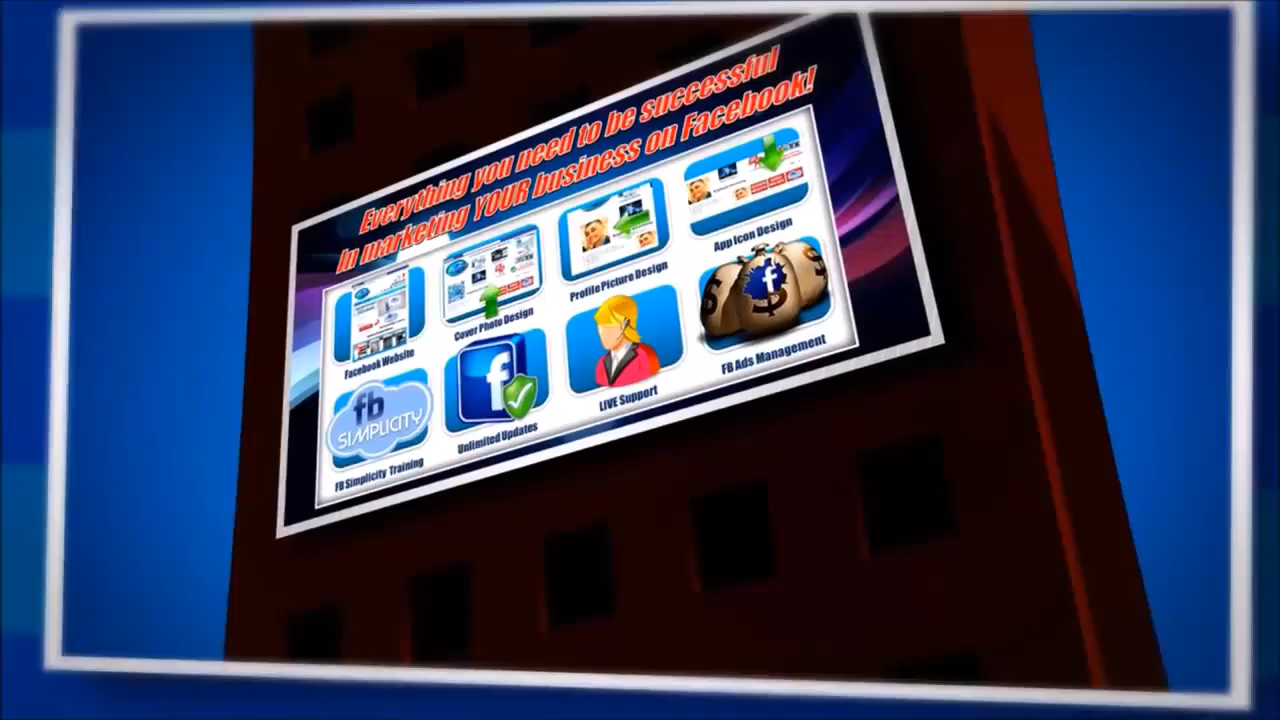 Everything you need to be successful
In marketing YOUR business on Facebook!
Facebook Website
Cover Photo Design
Profile Picture Design
App Icon Design
fb
SIMPLICITY
FB Simplicity Training
f
Unlimited Updates
LIVE Support
$ f $ $
FB Ads Management